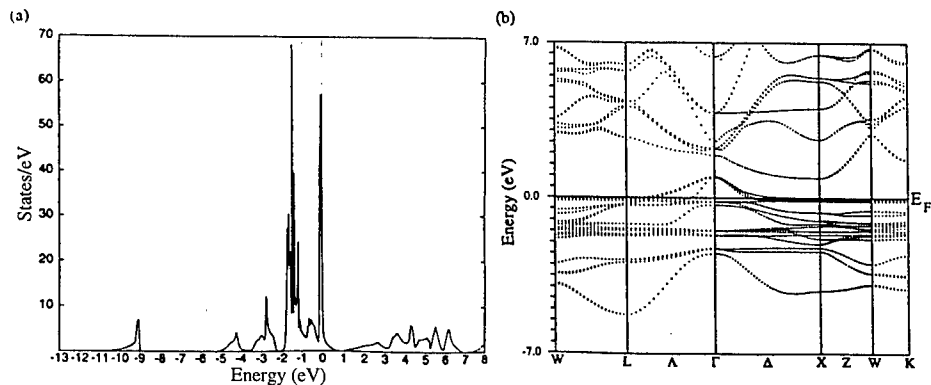 (a)
70
60
50
40
30
20
10
States/eV
-13 -12 -11 -10 -9 -8 -7 -6 -5 -4 -3 -2 -1 0 1 2 3 4 5 6 7 8
Energy (eV)
(b)
7.0
0.0
-7.0
Energy (eV)
E_F
W L Λ Γ Δ X Z W K